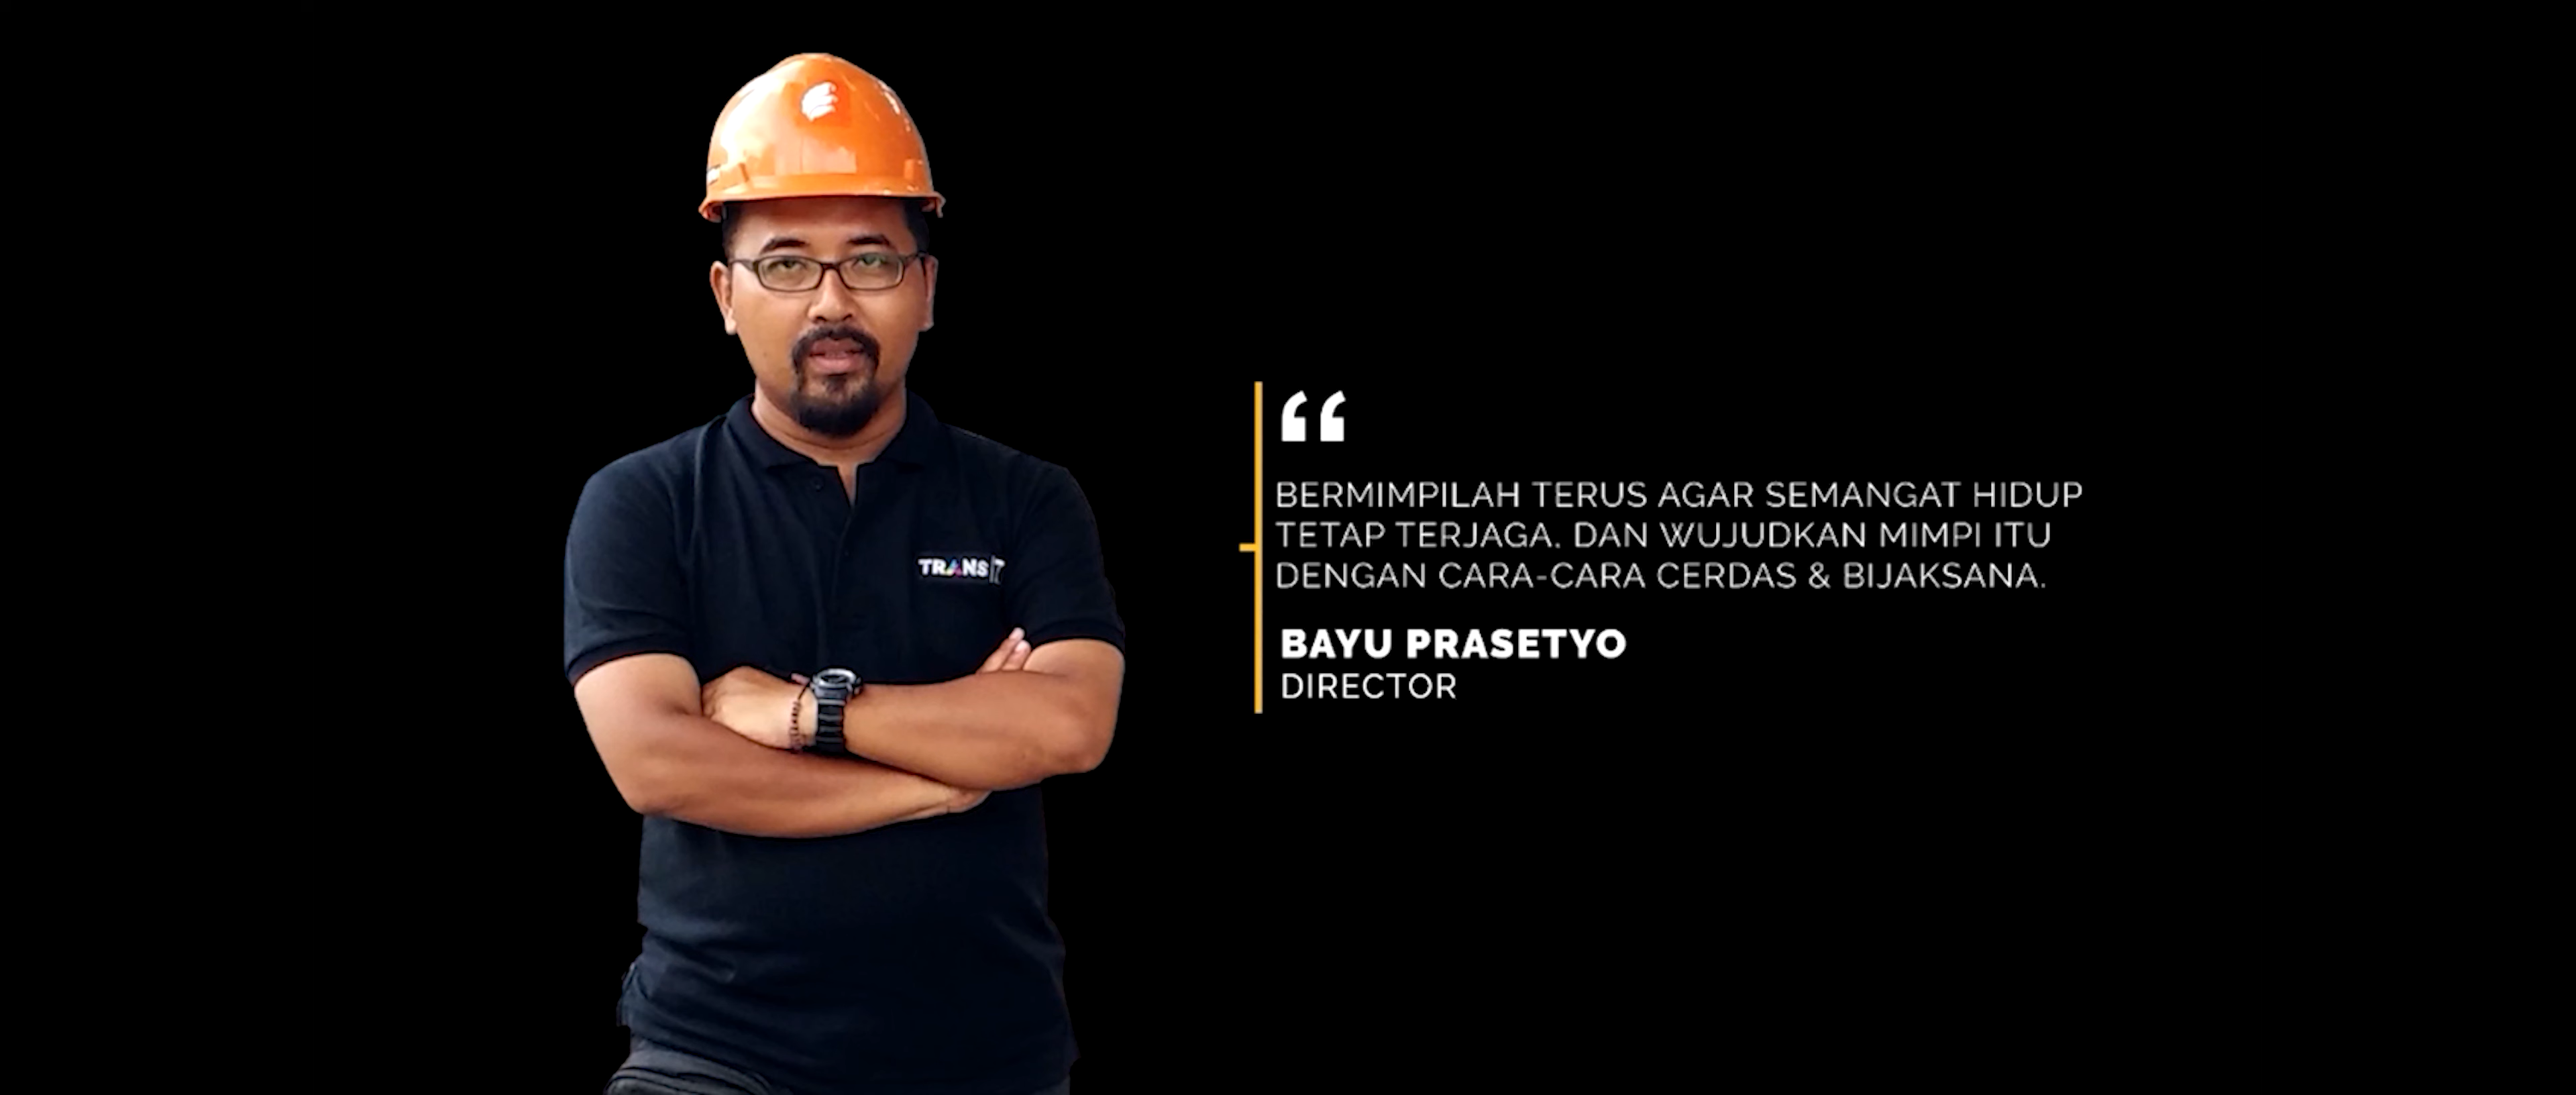 TRANS7
“
BERMIMPILAH TERUS AGAR SEMANGAT HIDUP
TETAP TERJAGA. DAN WUJUDKAN MIMPI ITU
DENGAN CARA-CARA CERDAS & BIJAKSANA.
BAYU PRASETYO
DIRECTOR